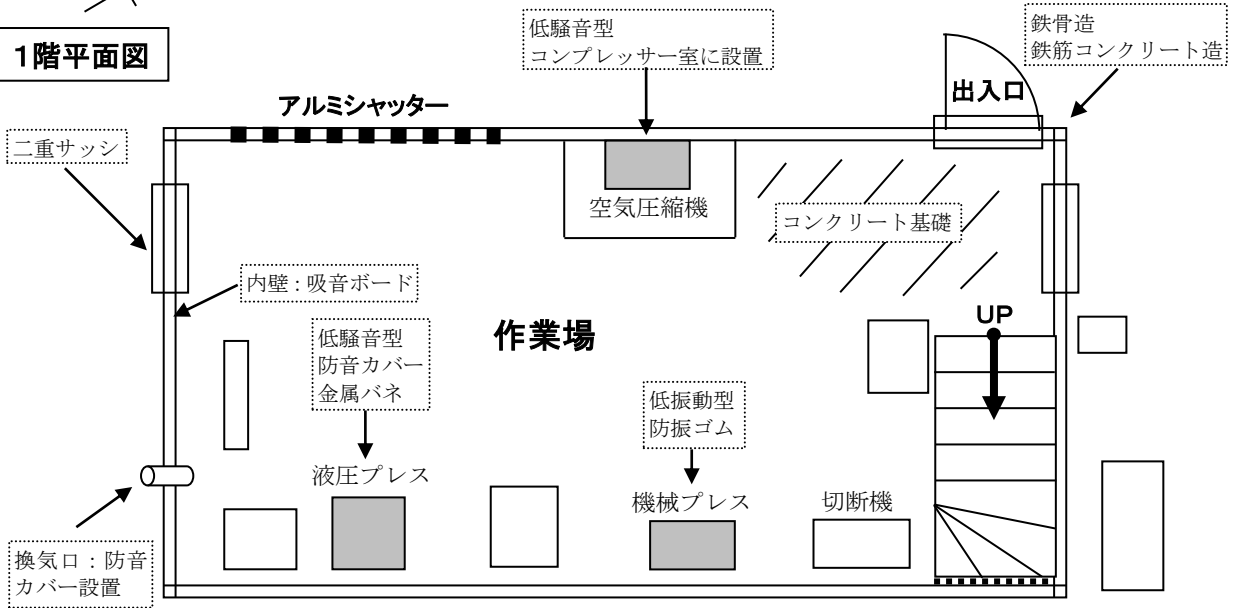 1階平面図
低騒音型
コンプレッサー室に設置
鉄骨造
鉄筋コンクリート造
アルミシャッター
出入口
二重サッシ
空気圧縮機
コンクリート基礎
内壁：吸音ボード
作業場
UP
低騒音型
防音カバー
金属バネ
低振動型
防振ゴム
液圧プレス
機械プレス
切断機
換気口：防音
カバー設置